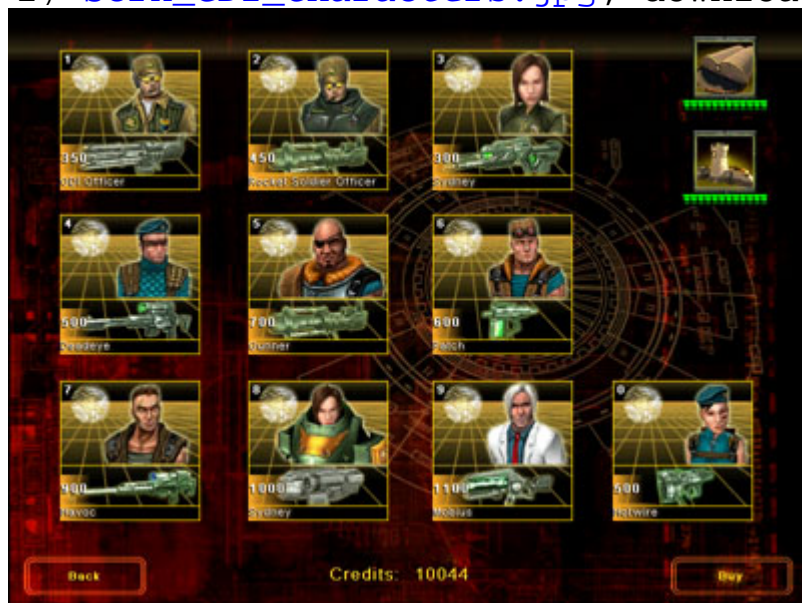 1
2
3
350
450
300
GDI Officer
Rocket Soldier Officer
Sydney
4
5
6
500
700
600
Deadeye
Gunner
Patch
7
8
9
0
900
1000
1100
500
Havoc
Sydney
Mobius
Hotwire
Back
Credits: 10044
Buy